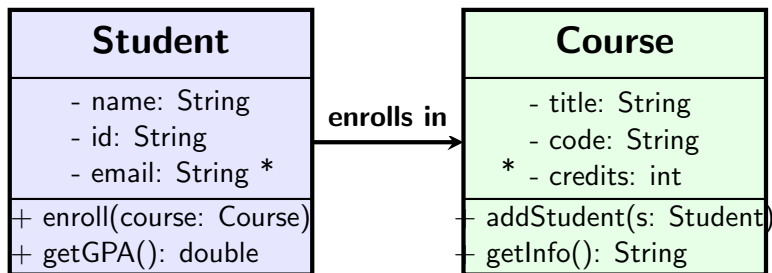 Student
- name: String
- id: String
- email: String *
+ enroll(course: Course)
+ getGPA(): double
enrolls in
Course
- title: String
- code: String
* - credits: int
+ addStudent(s: Student)
+ getInfo(): String